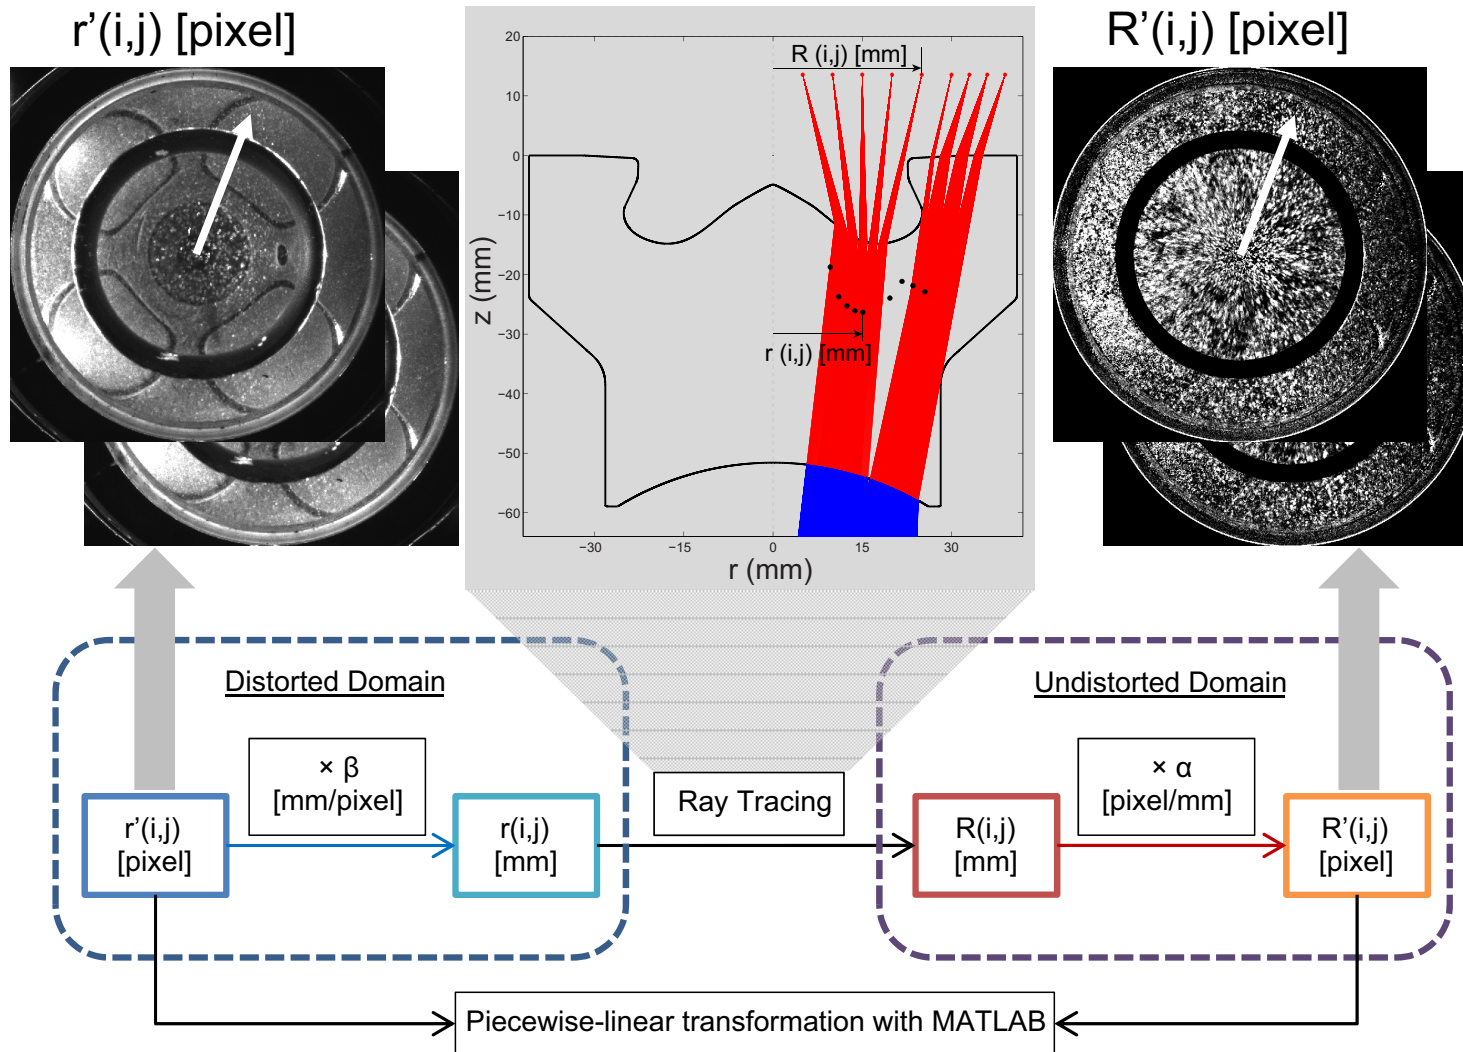 r’(i,j) [pixel]
R’(i,j) [pixel]
R (i,j) [mm]
20
10
0
−10
−20
−30
−40
−50
−60
z (mm)
r (i,j) [mm]
−30
−15
0
15
30
r (mm)
Distorted Domain
Undistorted Domain
× β
[mm/pixel]
× α
[pixel/mm]
Ray Tracing
r’(i,j)
[pixel]
r(i,j)
[mm]
R(i,j)
[mm]
R’(i,j)
[pixel]
Piecewise-linear transformation with MATLAB